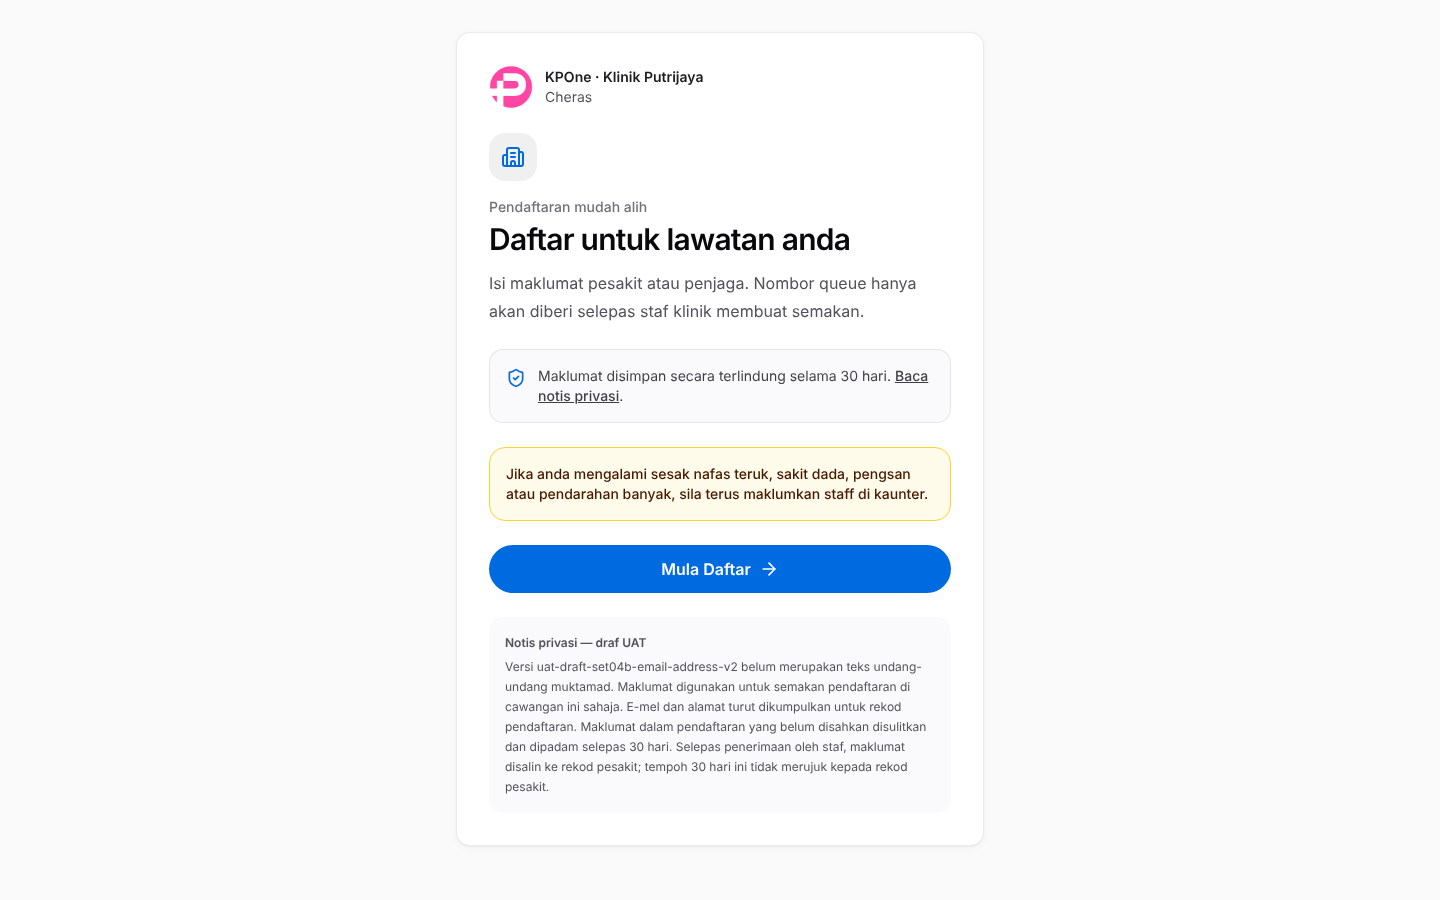 KPOne · Klinik Putrijaya
Cheras
Pendaftaran mudah alih
Daftar untuk lawatan anda
Isi maklumat pesakit atau penjaga. Nombor queue hanya
akan diberi selepas staf klinik membuat semakan.
Maklumat disimpan secara terlindung selama 30 hari. Baca
notis privasi.
Jika anda mengalami sesak nafas teruk, sakit dada, pengsan
atau pendarahan banyak, sila terus maklumkan staff di kaunter.
Mula Daftar
Notis privasi — draf UAT
Versi uat-draft-set04b-email-address-v2 belum merupakan teks undang-
undang muktamad. Maklumat digunakan untuk semakan pendaftaran di
cawangan ini sahaja. E-mel dan alamat turut dikumpulkan untuk rekod
pendaftaran. Maklumat dalam pendaftaran yang belum disahkan disulitkan
dan dipadam selepas 30 hari. Selepas penerimaan oleh staf, maklumat
disalin ke rekod pesakit; tempoh 30 hari ini tidak merujuk kepada rekod
pesakit.